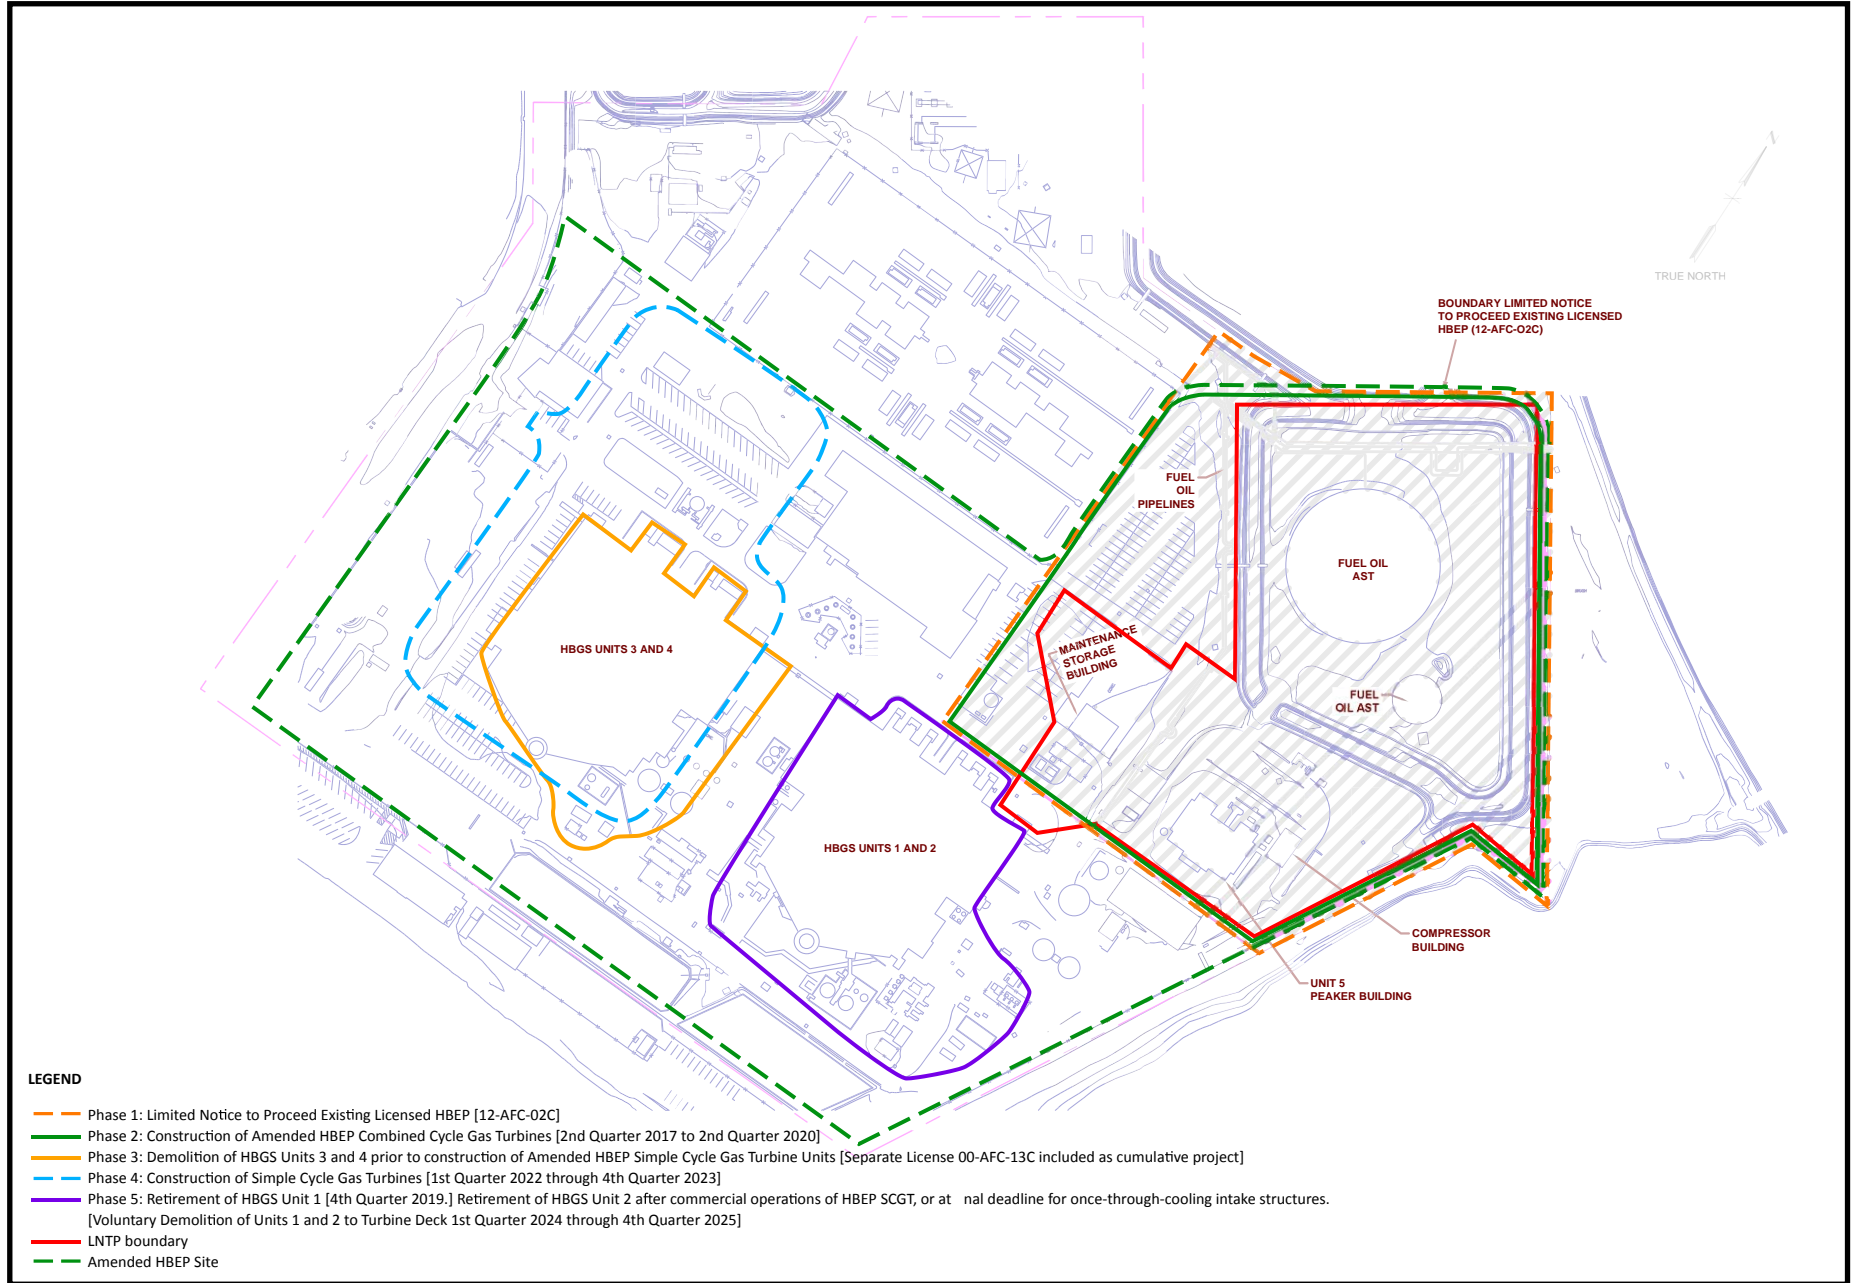 TRUE NORTH
BOUNDARY LIMITED NOTICE
TO PROCEED EXISTING LICENSED
HBEP (12-AFC-O2C)
FUEL
OIL
PIPELINES
FUEL OIL
AST
MAINTENANCE
STORAGE
BUILDING
HBGS UNITS 3 AND 4
FUEL
OIL AST
HBGS UNITS 1 AND 2
COMPRESSOR
BUILDING
UNIT 5
PEAKER BUILDING
LEGEND
Phase 1: Limited Notice to Proceed Existing Licensed HBEP [12-AFC-02C]
Phase 2: Construction of Amended HBEP Combined Cycle Gas Turbines [2nd Quarter 2017 to 2nd Quarter 2020]
Phase 3: Demolition of HBGS Units 3 and 4 prior to construction of Amended HBEP Simple Cycle Gas Turbine Units [Separate License 00-AFC-13C included as cumulative project]
Phase 4: Construction of Simple Cycle Gas Turbines [1st Quarter 2022 through 4th Quarter 2023]
Phase 5: Retirement of HBGS Unit 1 [4th Quarter 2019.] Retirement of HBGS Unit 2 after commercial operations of HBEP SCGT, or at nal deadline for once-through-cooling intake structures.
[Voluntary Demolition of Units 1 and 2 to Turbine Deck 1st Quarter 2024 through 4th Quarter 2025]
LNTP boundary
Amended HBEP Site